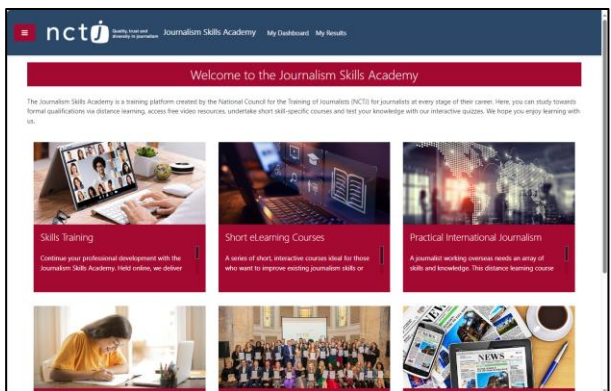 nctj Quality, trust and diversity in journalism Journalism Skills Academy My Dashboard My Results
Welcome to the Journalism Skills Academy
The Journalism Skills Academy is a training platform created by the National Council for the Training of Journalists (NCTJ) for journalists at every stage of their career. Here, you can study towards
formal qualifications via distance learning, access free video resources, undertake short skill-specific courses and test your knowledge with our interactive quizzes. We hope you enjoy learning with
us.
Skills Training
Continue your professional development with the
Journalism Skills Academy. Held online, we deliver
Short eLearning Courses
A series of short, interactive courses ideal for those
who want to improve existing journalism skills or
Practical International Journalism
A journalist working overseas needs an array of
skills and knowledge. This distance learning course
NEWS
NEWS